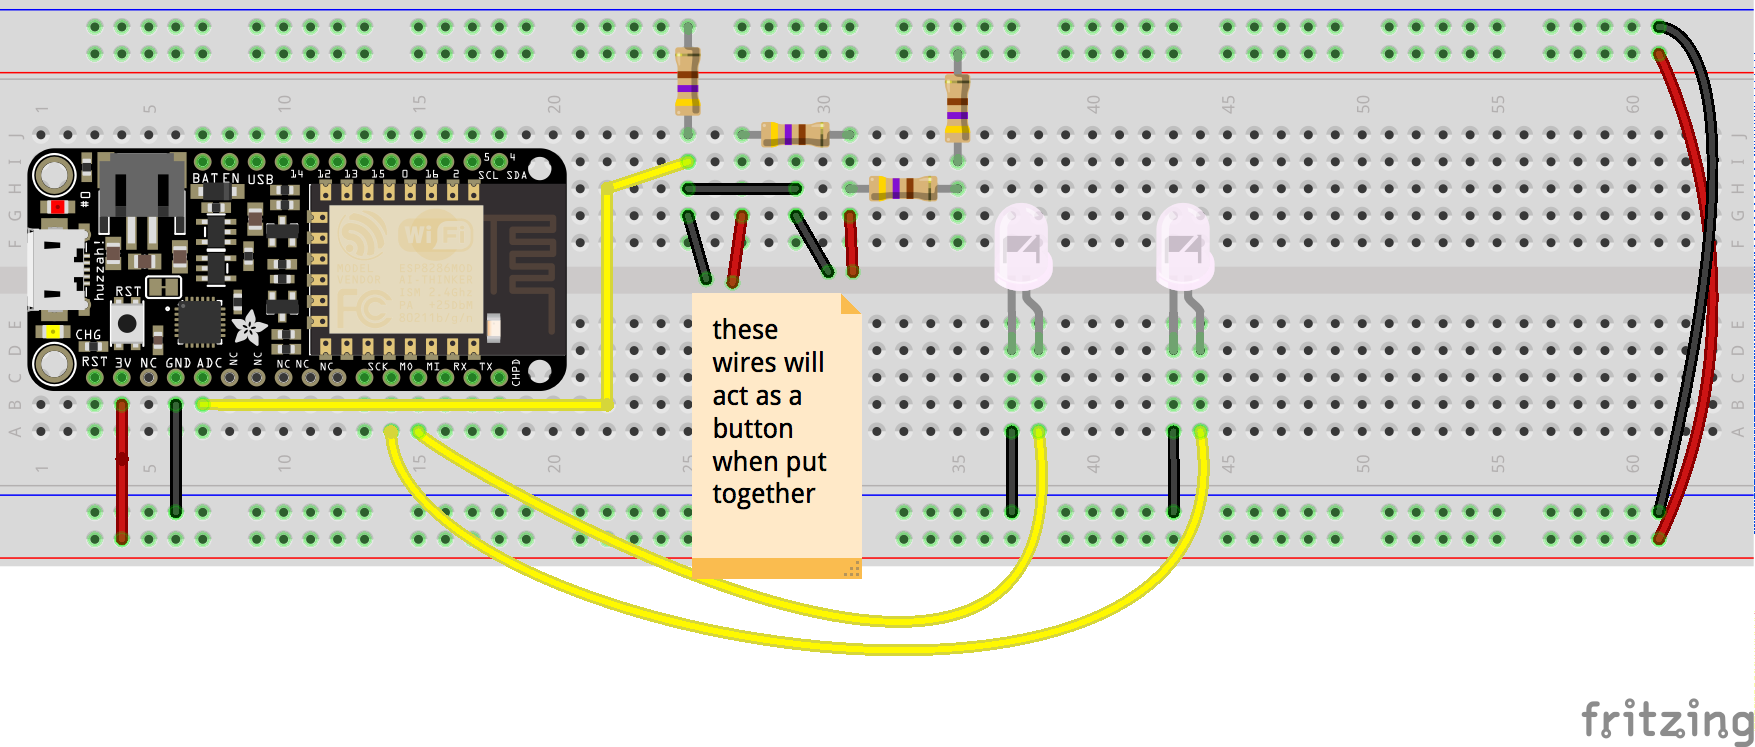 1 5 10 15 20 30 40 45 50 55 60
J J
I I
H H
G G
F F
E E
D D
C C
B B
A A
BAT EN USB 14 12 13 15 0 16 2 5 4
SCL SDA
#0
huzzah!
WiFi
FC
RST
CHG
RST 3V NC GND ADC NC NC NC NC NC SCK MO MI RX TX CHPD
these
wires will
act as a
button
when put
together
1 5 10 15 20 25 35 40 45 50 55 60
fritzing